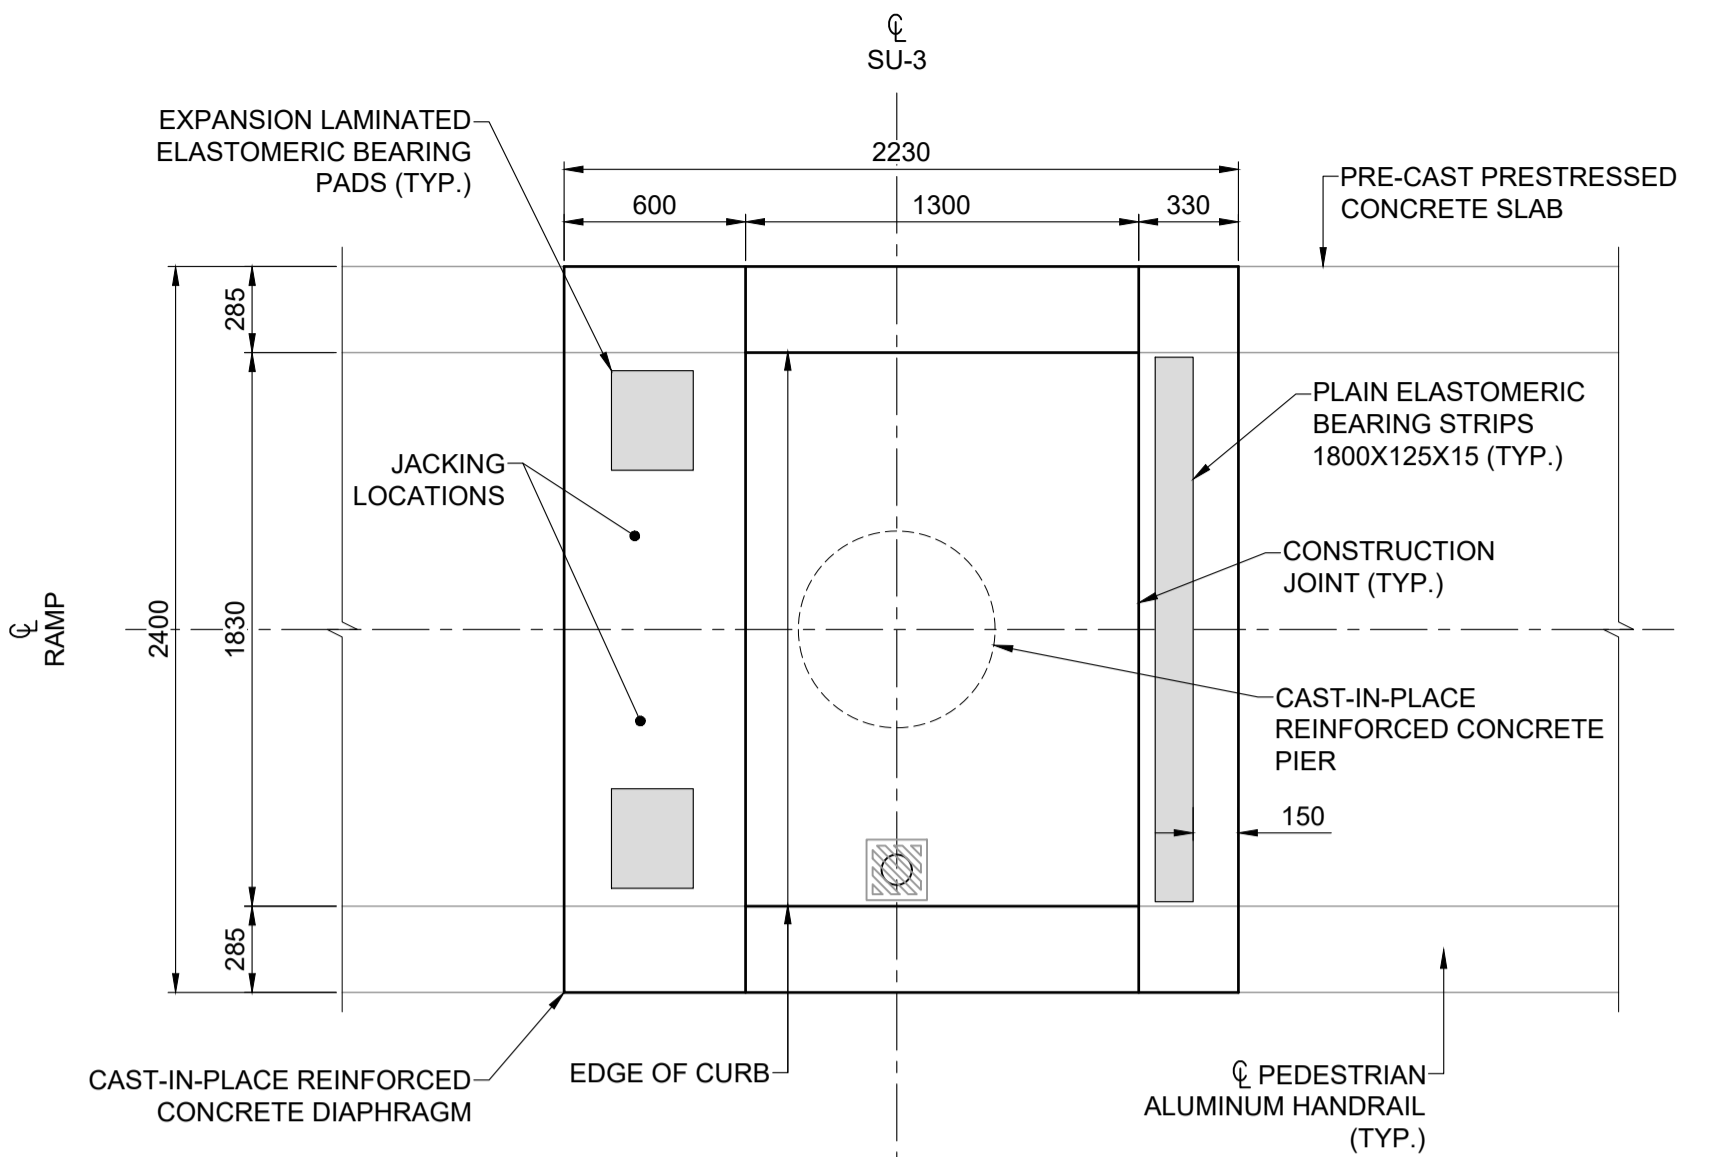 ℄
SU-3
EXPANSION LAMINATED
ELASTOMERIC BEARING
PADS (TYP.)
2230
600
1300
330
PRE-CAST PRESTRESSED
CONCRETE SLAB
285
PLAIN ELASTOMERIC
BEARING STRIPS
1800X125X15 (TYP.)
JACKING
LOCATIONS
CONSTRUCTION
JOINT (TYP.)
℄
RAMP
2400
1830
CAST-IN-PLACE
REINFORCED CONCRETE
PIER
150
285
CAST-IN-PLACE REINFORCED
CONCRETE DIAPHRAGM
EDGE OF CURB
℄ PEDESTRIAN
ALUMINUM HANDRAIL
(TYP.)